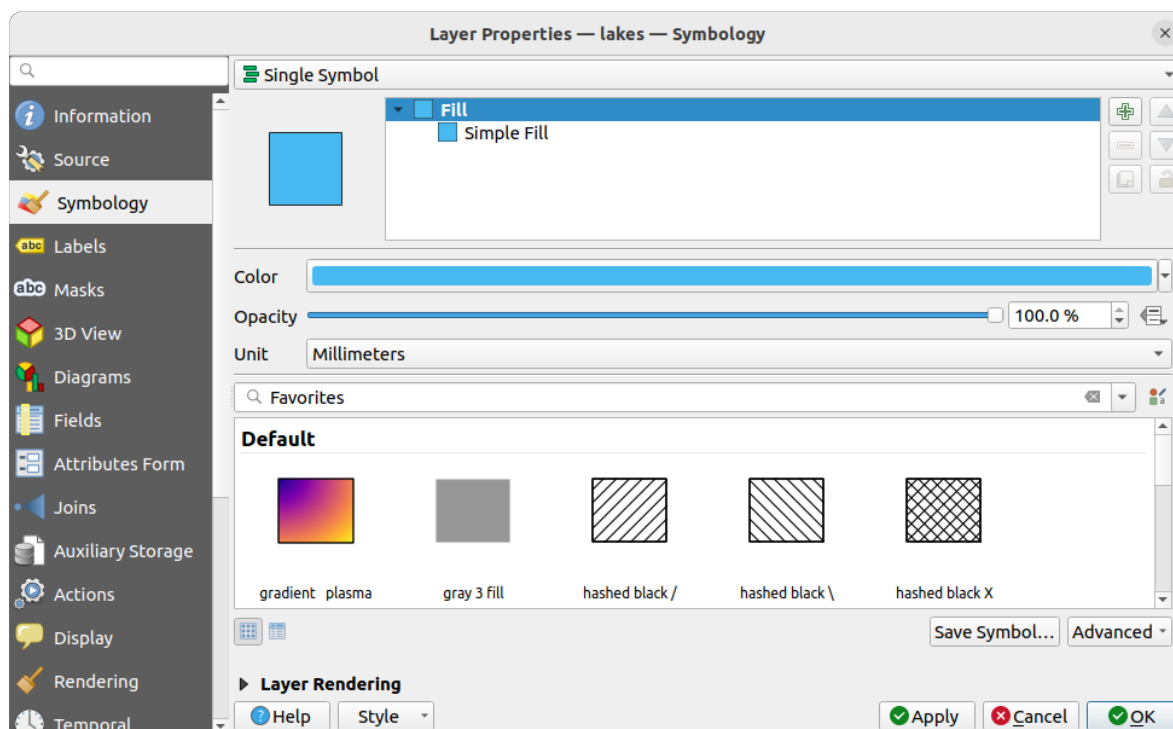 Layer Properties — lakes — Symbology
Information
Source
Symbology
abc Labels
abc Masks
3D View
Diagrams
Fields
Attributes Form
Joins
Auxiliary Storage
Actions
Display
Rendering
Temporal
Single Symbol
Fill
Simple Fill
Color
Opacity 100.0 %
Unit Millimeters
Favorites
Default
gradient plasma gray 3 fill hashed black / hashed black \ hashed black X
Save Symbol... Advanced
Layer Rendering
Help Style Apply Cancel OK